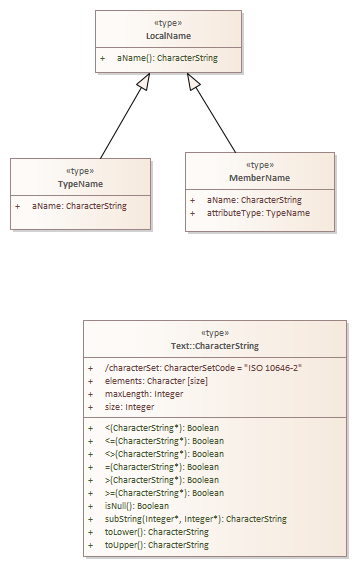 «type»
LocalName
+ aName(): CharacterString
«type»
TypeName
+ aName: CharacterString
«type»
MemberName
+ aName: CharacterString
+ attributeType: TypeName
«type»
Text::CharacterString
+ /characterSet: CharacterSetCode = "ISO 10646-2"
+ elements: Character [size]
+ maxLength: Integer
+ size: Integer
+ <(CharacterString*): Boolean
+ <=(CharacterString*): Boolean
+ <>(CharacterString*): Boolean
+ =(CharacterString*): Boolean
+ >(CharacterString*): Boolean
+ >=(CharacterString*): Boolean
+ isNull(): Boolean
+ subString(Integer*, Integer*): CharacterString
+ toLower(): CharacterString
+ toUpper(): CharacterString